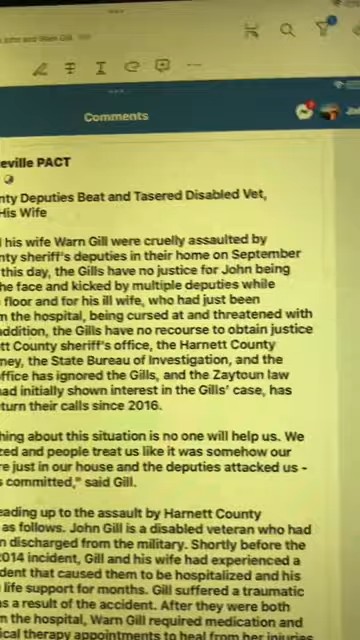 John and Warn Gill
Comments
eville PACT
nty Deputies Beat and Tasered Disabled Vet,
His Wife
his wife Warn Gill were cruelly assaulted by
nty sheriff's deputies in their home on September
this day, the Gills have no justice for John being
he face and kicked by multiple deputies while
floor and for his ill wife, who had just been
m the hospital, being cursed at and threatened with
addition, the Gills have no recourse to obtain justice
tt County sheriff's office, the Harnett County
ney, the State Bureau of Investigation, and the
ffice has ignored the Gills, and the Zaytoun law
had initially shown interest in the Gills' case, has
turn their calls since 2016.
hing about this situation is no one will help us. We
zed and people treat us like it was somehow our
re just in our house and the deputies attacked us -
s committed," said Gill.
eading up to the assault by Harnett County
as follows. John Gill is a disabled veteran who had
n discharged from the military. Shortly before the
2014 incident, Gill and his wife had experienced a
dent that caused them to be hospitalized and his
life support for months. Gill suffered a traumatic
as a result of the accident. After they were both
m the hospital, Warn Gill required medication and
ical therapy appointments to heal from her injuries